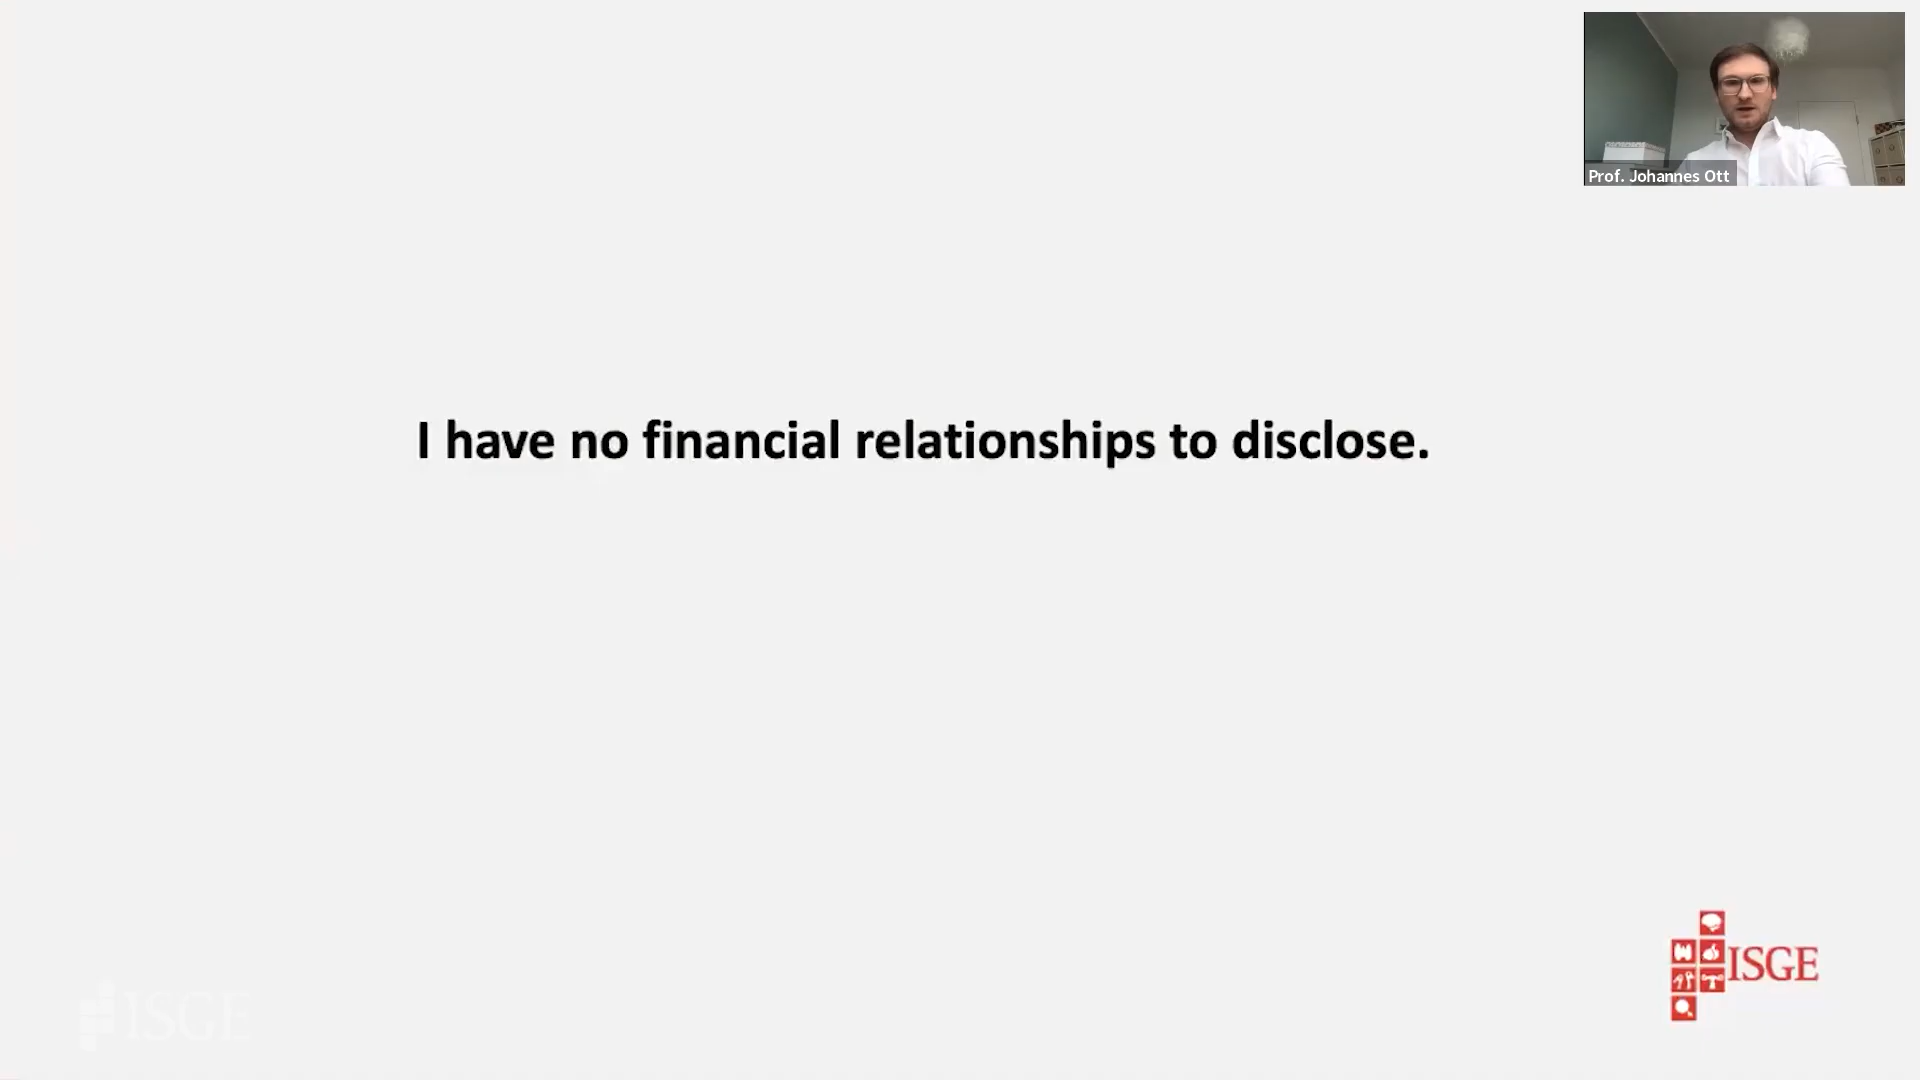 Prof. Johannes Ott
I have no financial relationships to disclose.
ISGE
ISGE